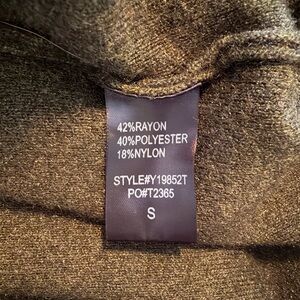 42%RAYON
40%POLYESTER
18%NYLON
STYLE#Y19852T
PO#T2365
S